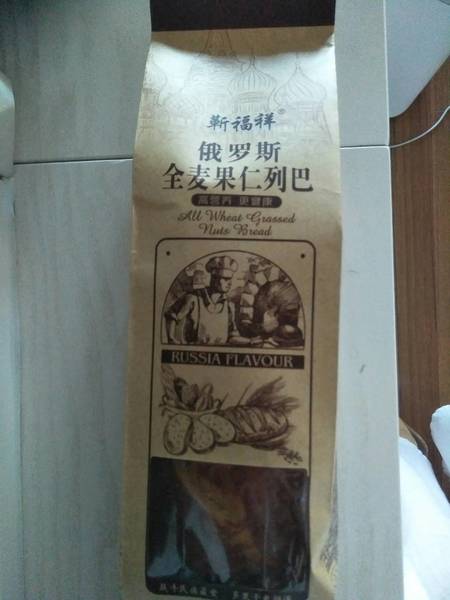 靳福祥®
俄罗斯
全麦果仁列巴
高营养 更健康
All Wheat Grassed
Nuts Bread
RUSSIA FLAVOUR